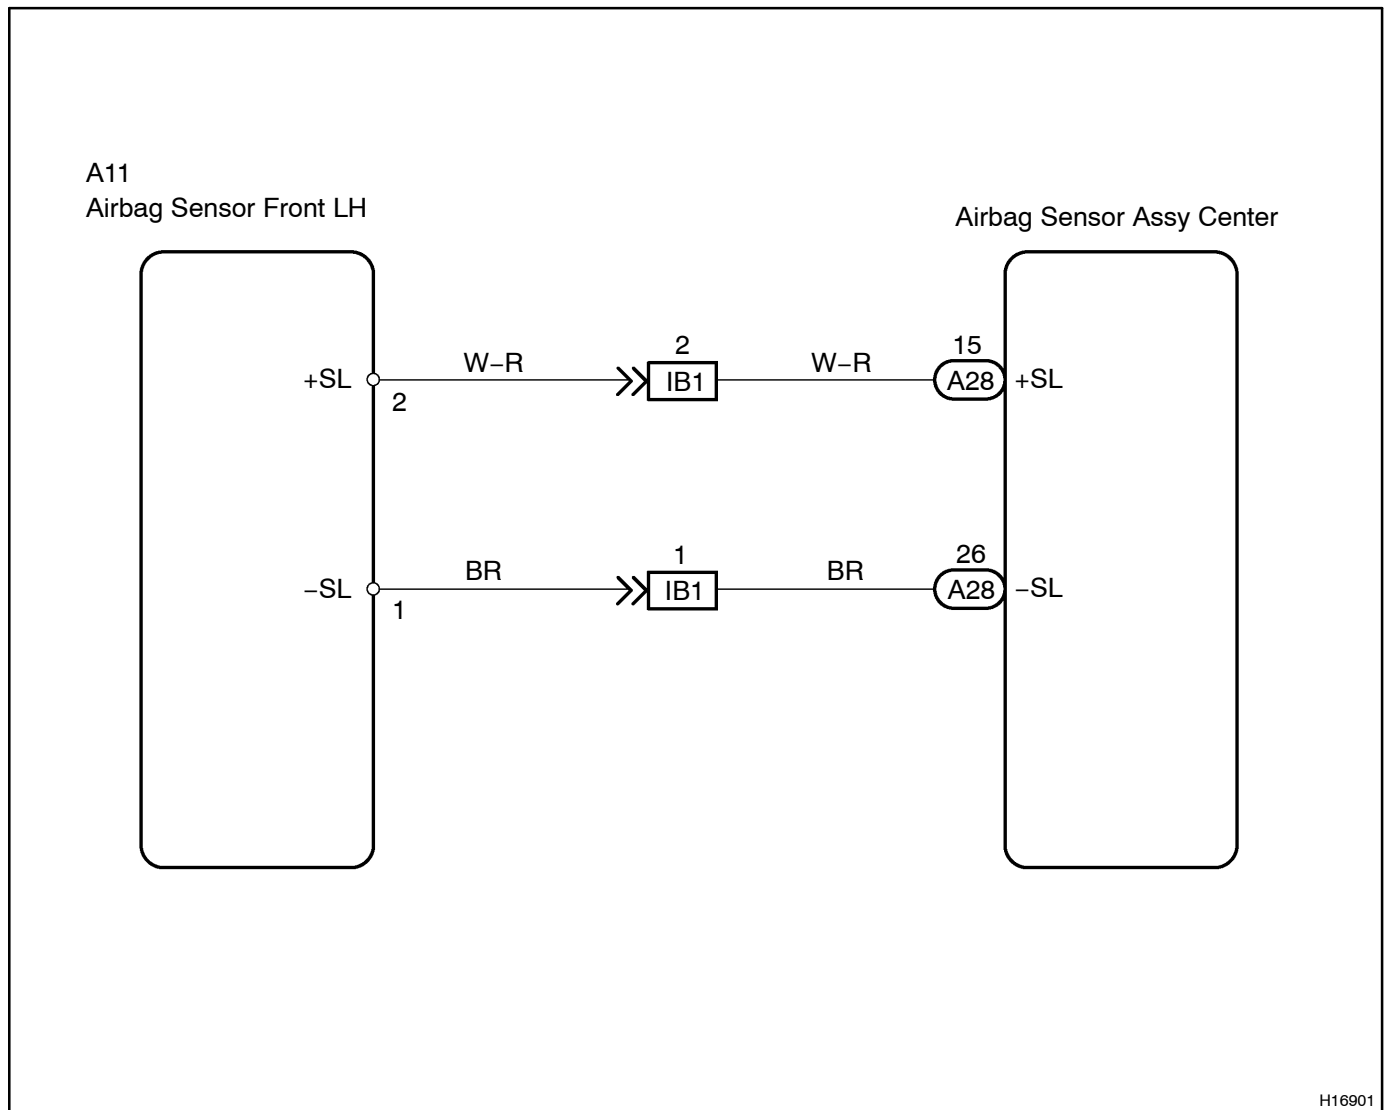 A11
Airbag Sensor Front LH
Airbag Sensor Assy Center
2
15
W−R
W−R
+SL
IB1
A28
+SL
2
1
26
BR
BR
−SL
IB1
A28
−SL
1
H16901